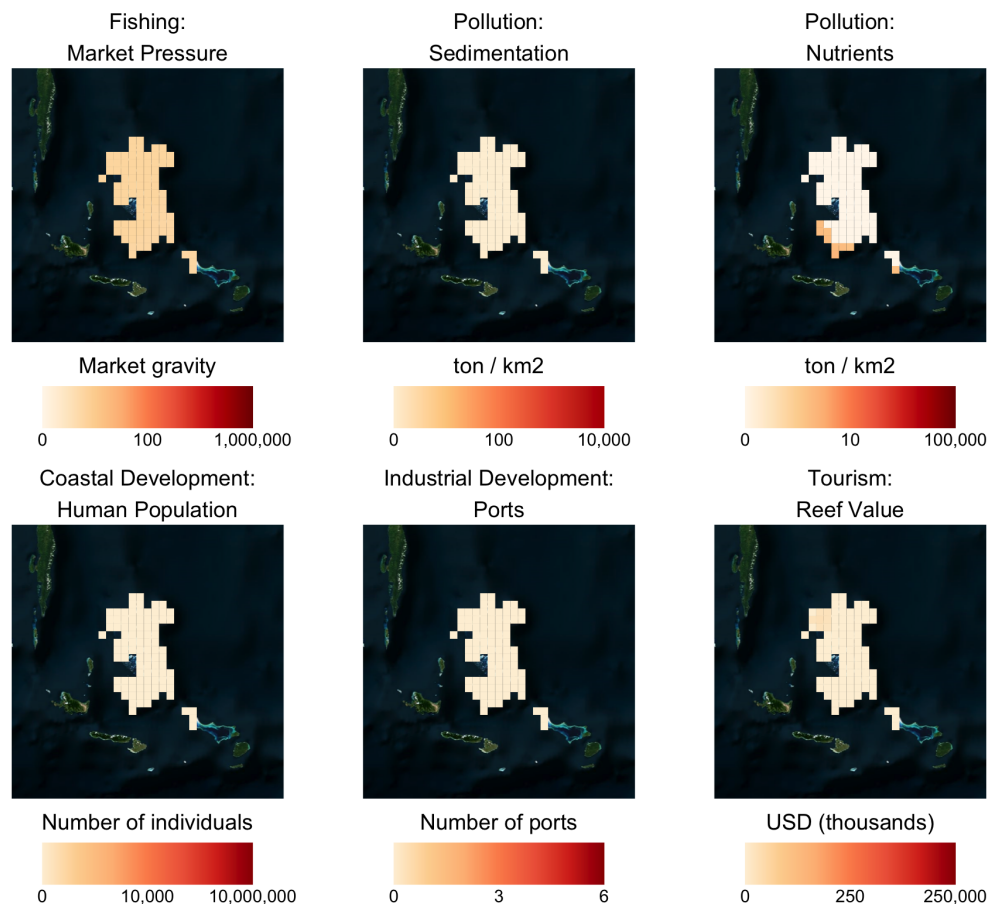 Fishing:
Market Pressure
Pollution:
Sedimentation
Pollution:
Nutrients
Market gravity
0 100 1,000,000
ton / km2
0 100 10,000
ton / km2
0 10 100,000
Coastal Development:
Human Population
Industrial Development:
Ports
Tourism:
Reef Value
Number of individuals
0 10,000 10,000,000
Number of ports
0 3 6
USD (thousands)
0 250 250,000